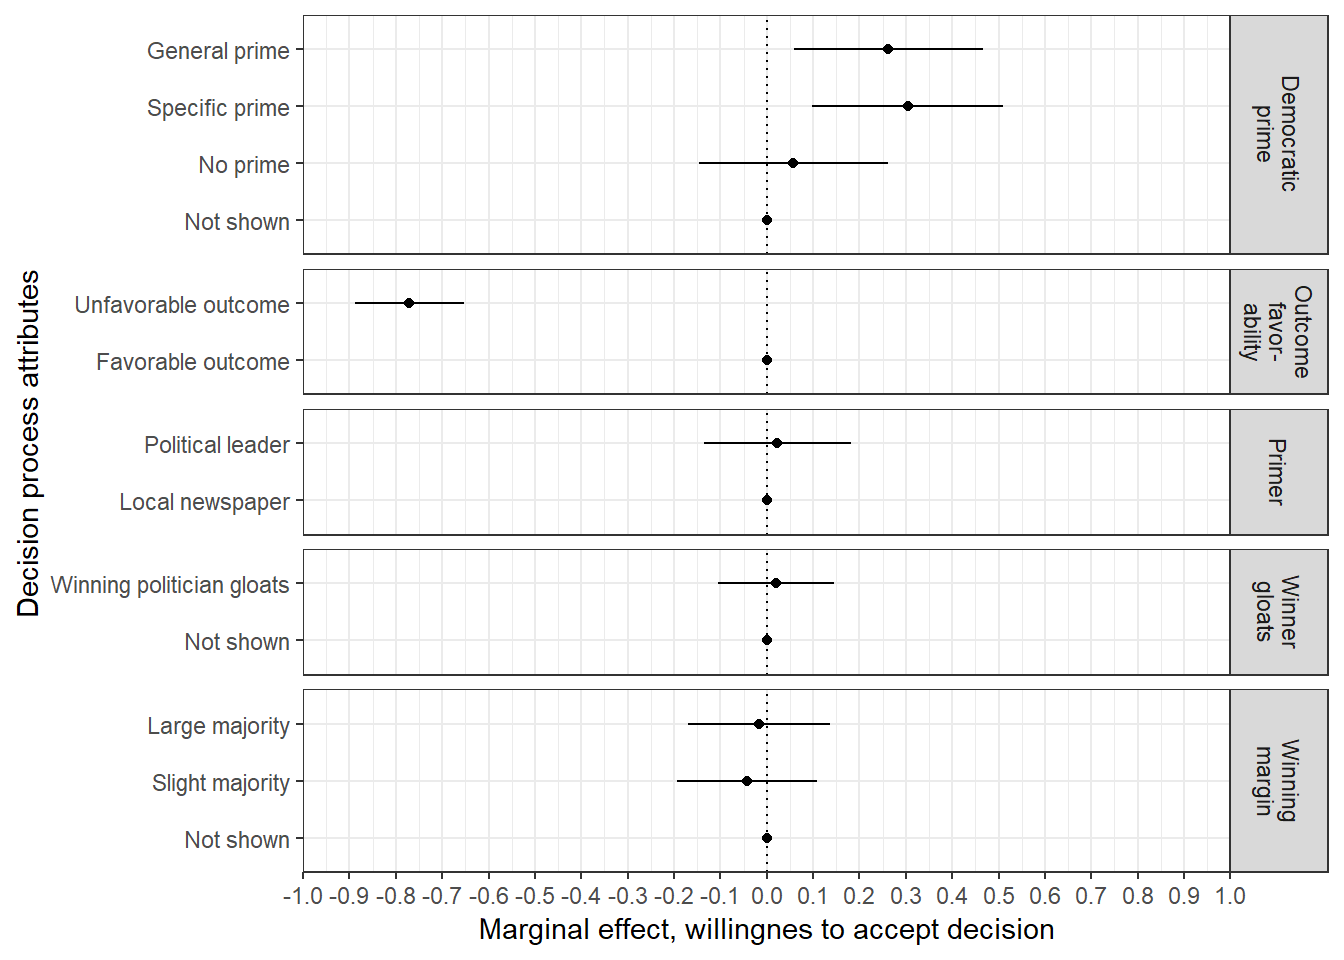 General prime
Specific prime
No prime
Not shown
Democratic
prime
Unfavorable outcome
Favorable outcome
Outcome
favor-
ability
Political leader
Local newspaper
Primer
Winning politician gloats
Not shown
Winner
gloats
Large majority
Slight majority
Not shown
Winning
margin
Decision process attributes
-1.0 -0.9 -0.8 -0.7 -0.6 -0.5 -0.4 -0.3 -0.2 -0.1 0.0 0.1 0.2 0.3 0.4 0.5 0.6 0.7 0.8 0.9 1.0
Marginal effect, willingnes to accept decision